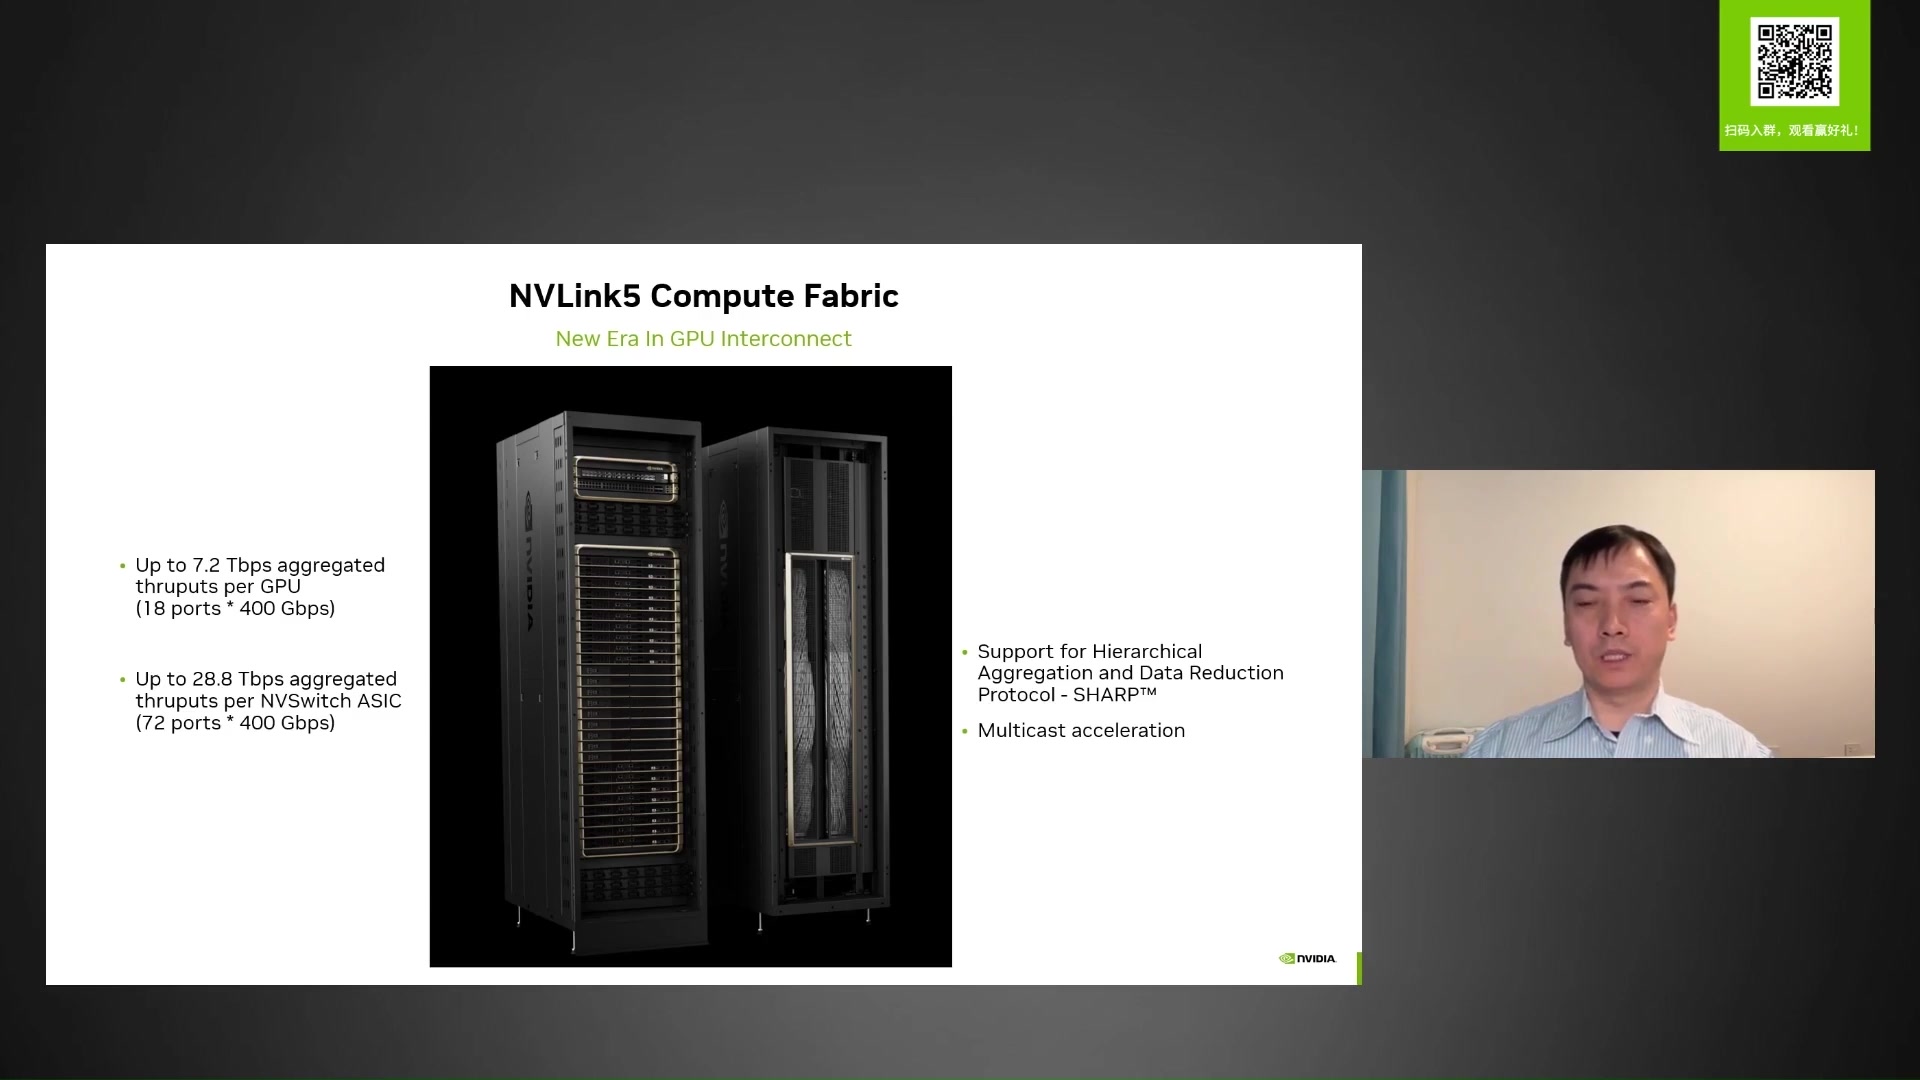 扫码入群，观看赢好礼！
NVLink5 Compute Fabric
New Era In GPU Interconnect
• Up to 7.2 Tbps aggregated
thruputs per GPU
(18 ports * 400 Gbps)
• Up to 28.8 Tbps aggregated
thruputs per NVSwitch ASIC
(72 ports * 400 Gbps)
NVIDIA
NVIDIA
• Support for Hierarchical
Aggregation and Data Reduction
Protocol - SHARP™
• Multicast acceleration
NVIDIA